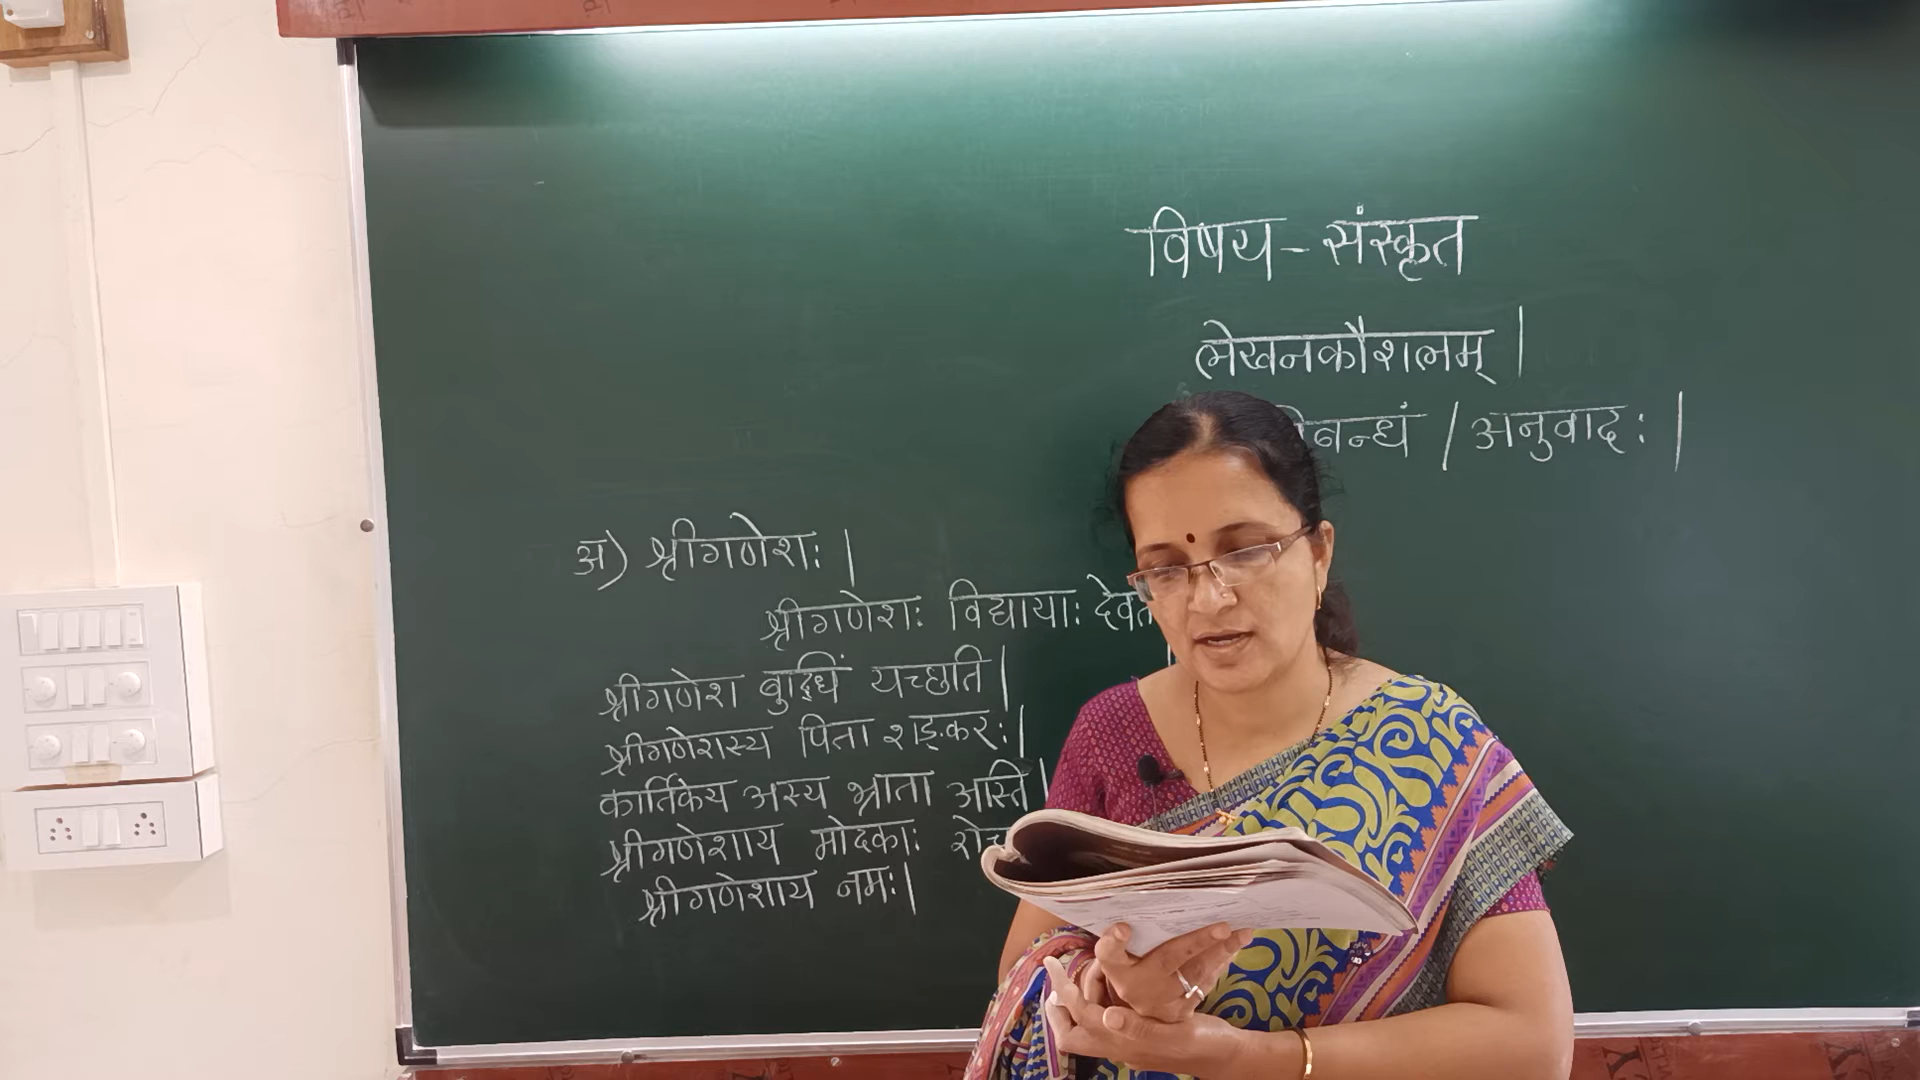 विषय - संस्कृत
लेखनकौशलम् |
अनुवादः |
अ) श्रीगणेशः |
श्रीगणेशः विद्यायाः
श्रीगणेश बुद्धिं यच्छति |
श्रीगणेशस्य पिता शङ्करः |
कार्तिकेय अस्य भ्राता अस्ति |
श्रीगणेशाय मोदकाः
श्रीगणेशाय नमः |